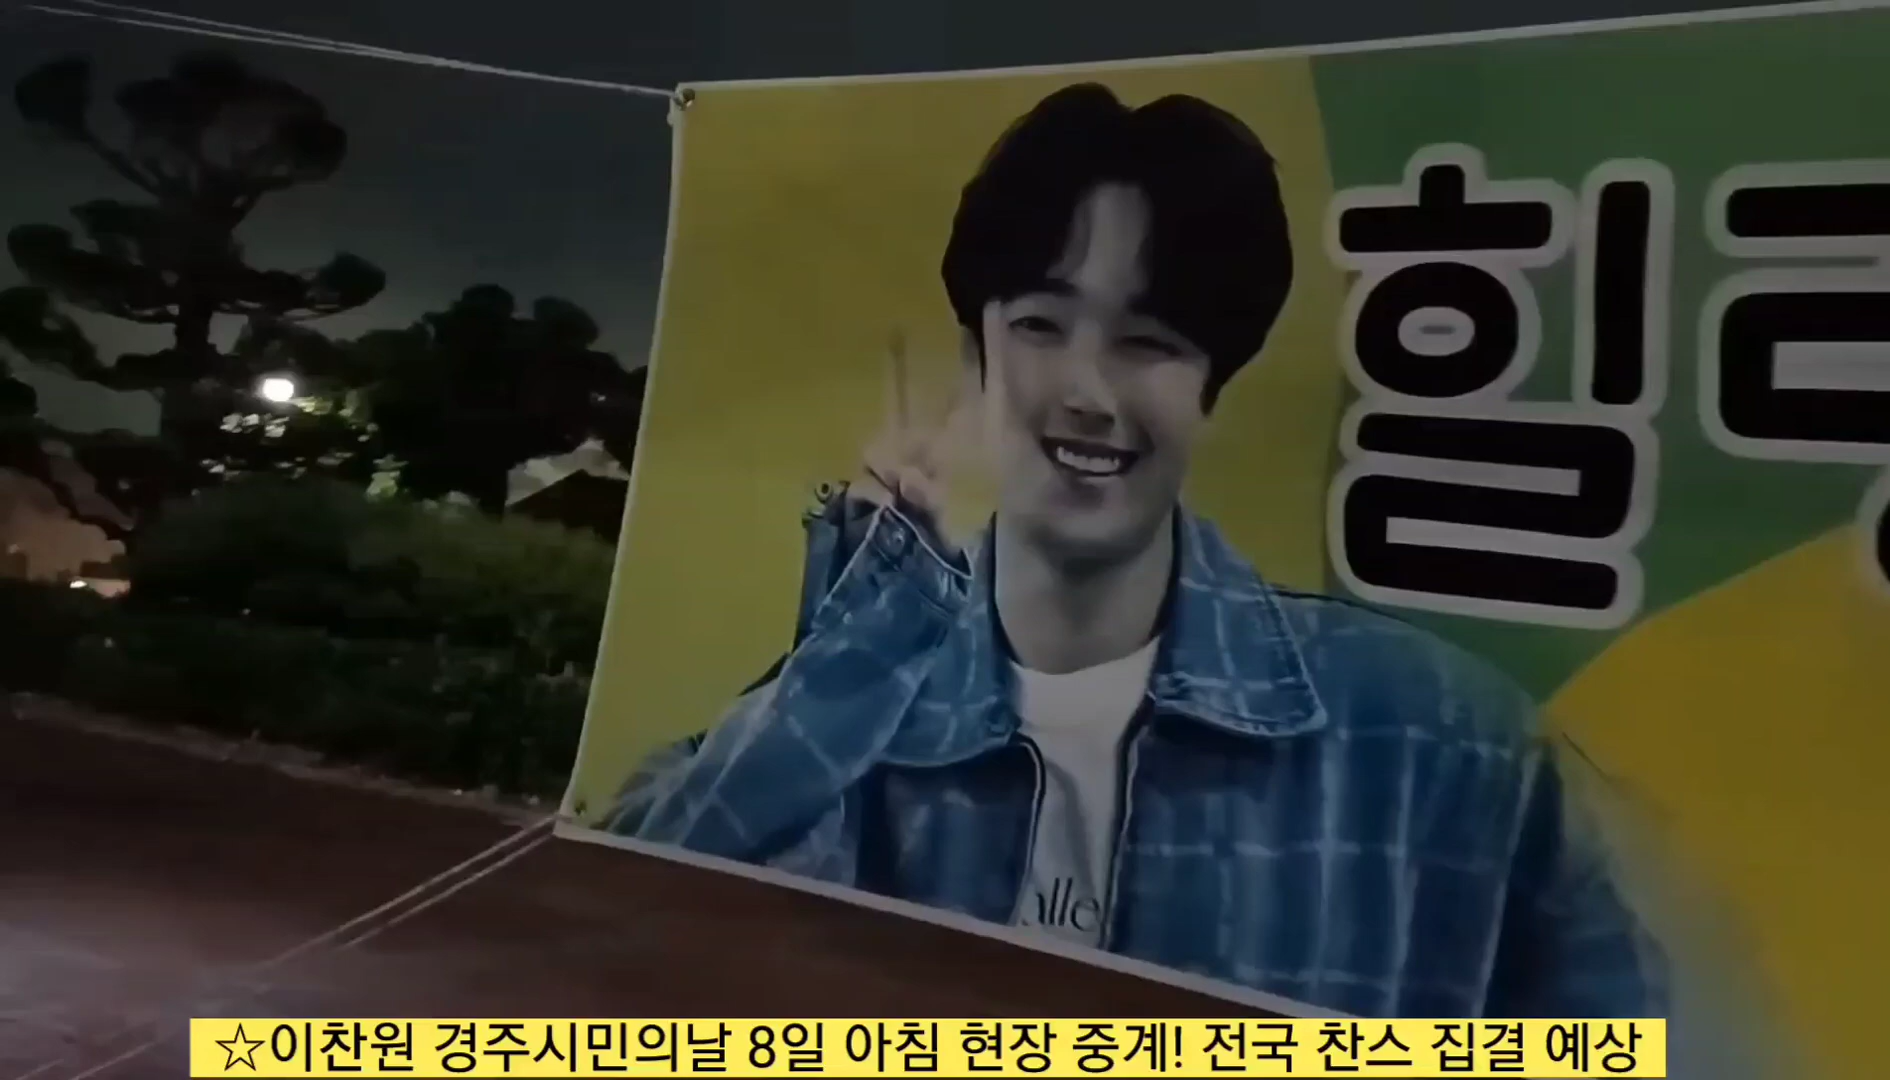 힐
alle
☆이찬원 경주시민의날 8일 아침 현장 중계! 전국 찬스 집결 예상